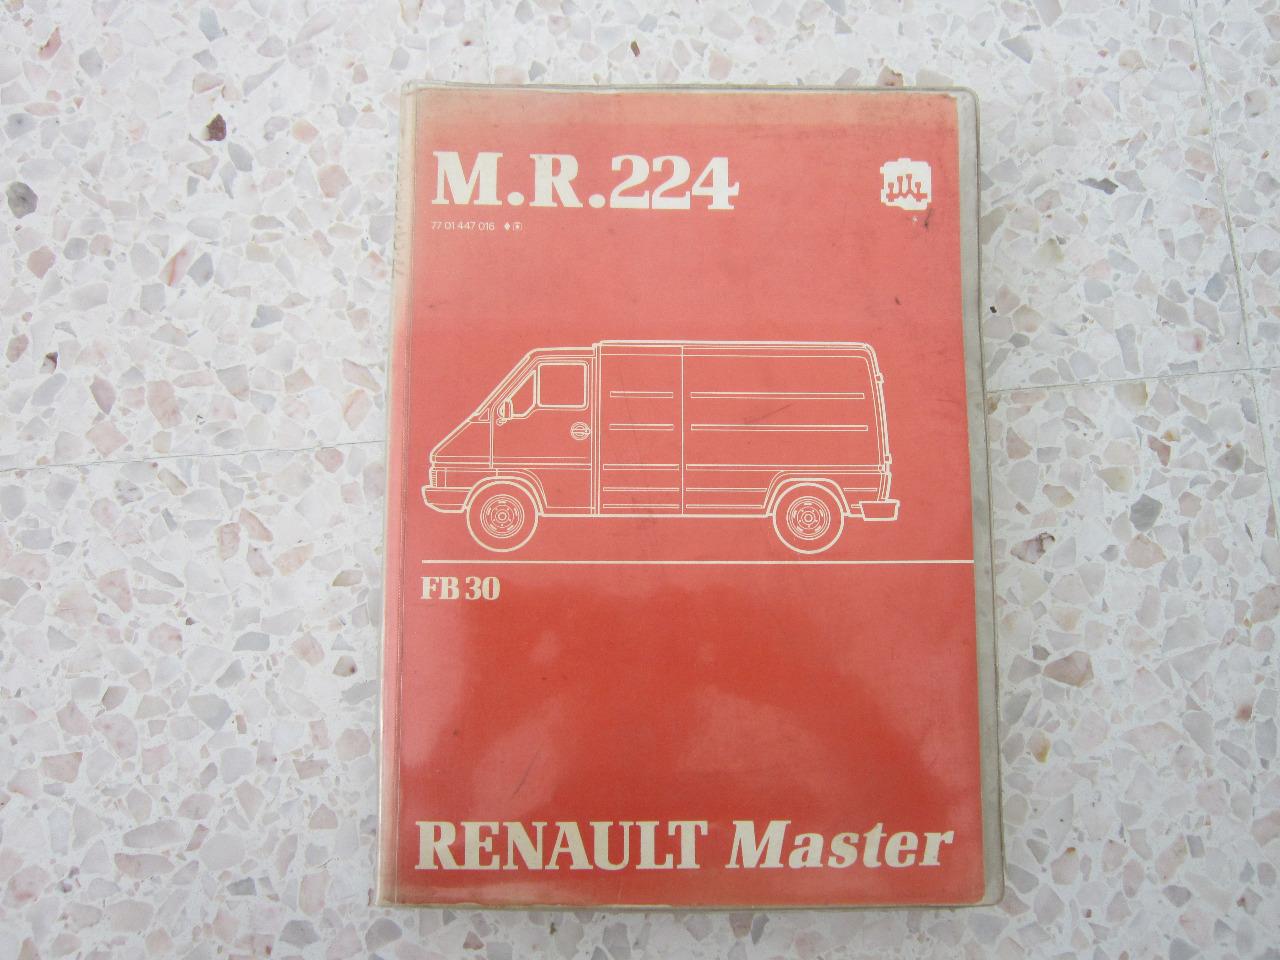 M.R.224
77 01 447 016
FB 30
RENAULT Master